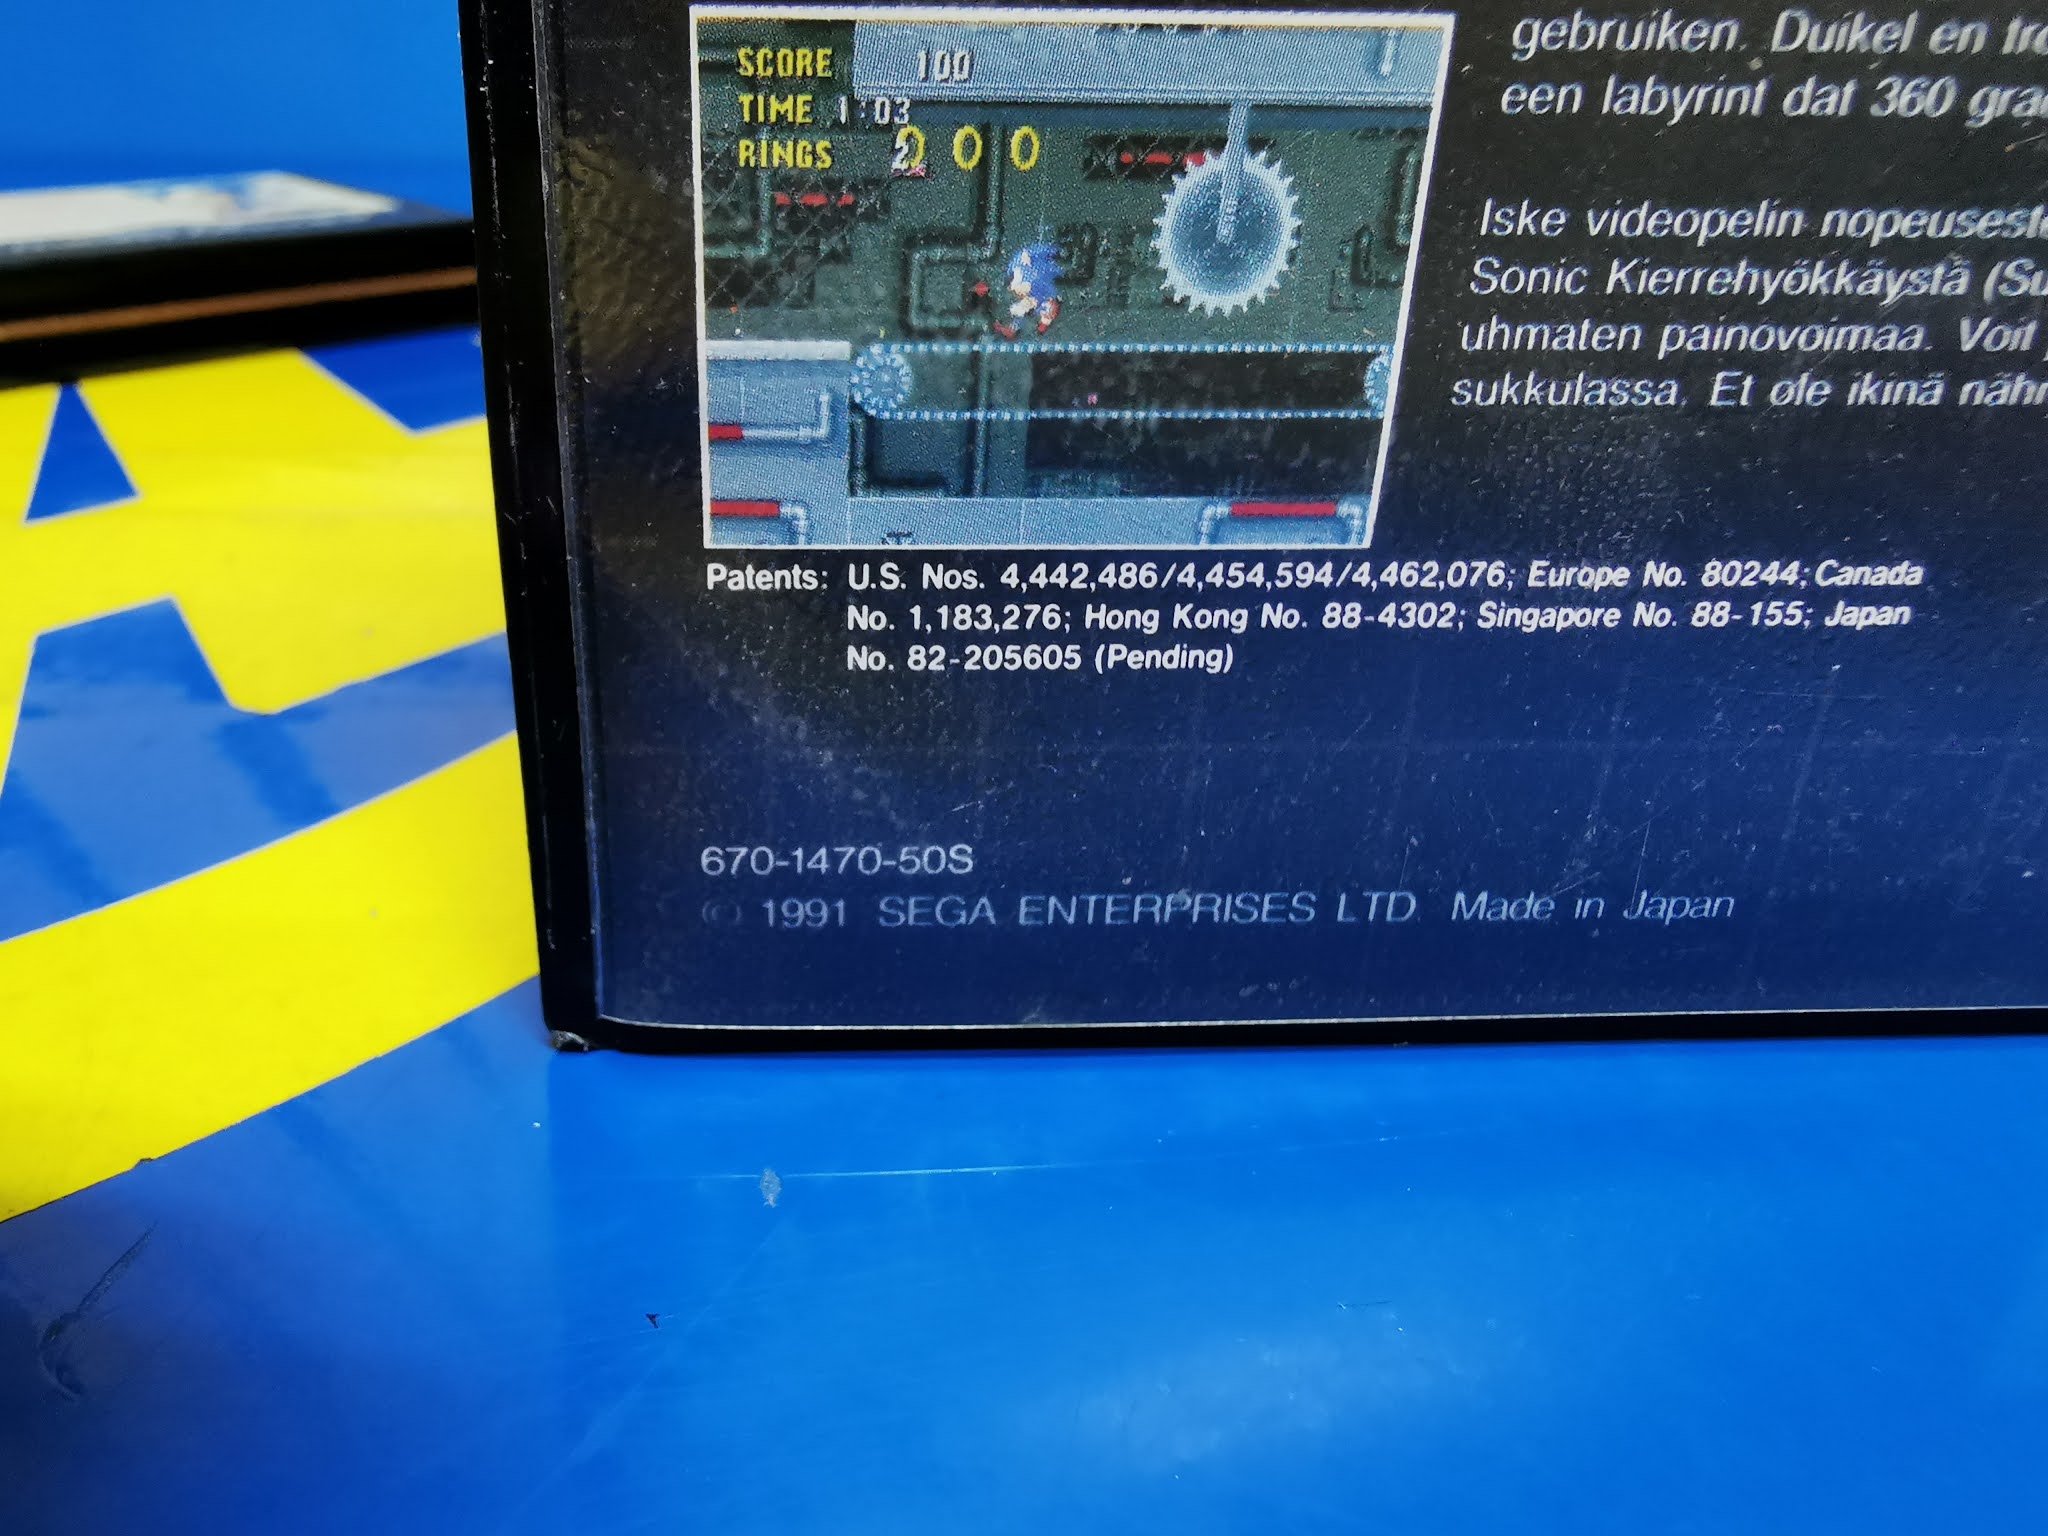 SCORE 100
TIME 1:03
RINGS 2
gebruiken. Duikel en
een labyrint dat 360
Iske videopelin
Sonic Kierrehyökkäystä
uhmaten painovoimaa. Voit
sukkulassa. Et ole ikinä
Patents: U.S. Nos. 4,442,486/4,454,594/4,462,076; Europe No. 80244; Canada
No. 1,183,276; Hong Kong No. 88-4302; Singapore No. 88-155; Japan
No. 82-205605 (Pending)
670-1470-50S
© 1991 SEGA ENTERPRISES LTD. Made in Japan